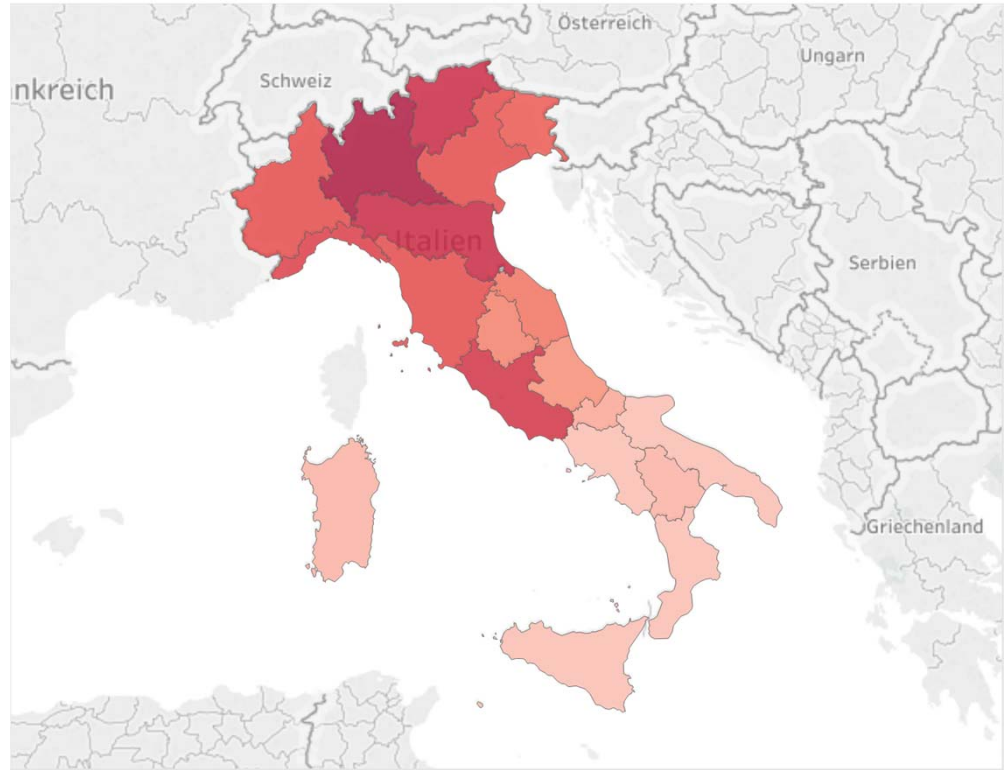 Österreich
Ungarn
Schweiz
nkreich
Italien
Serbien
Griechenland